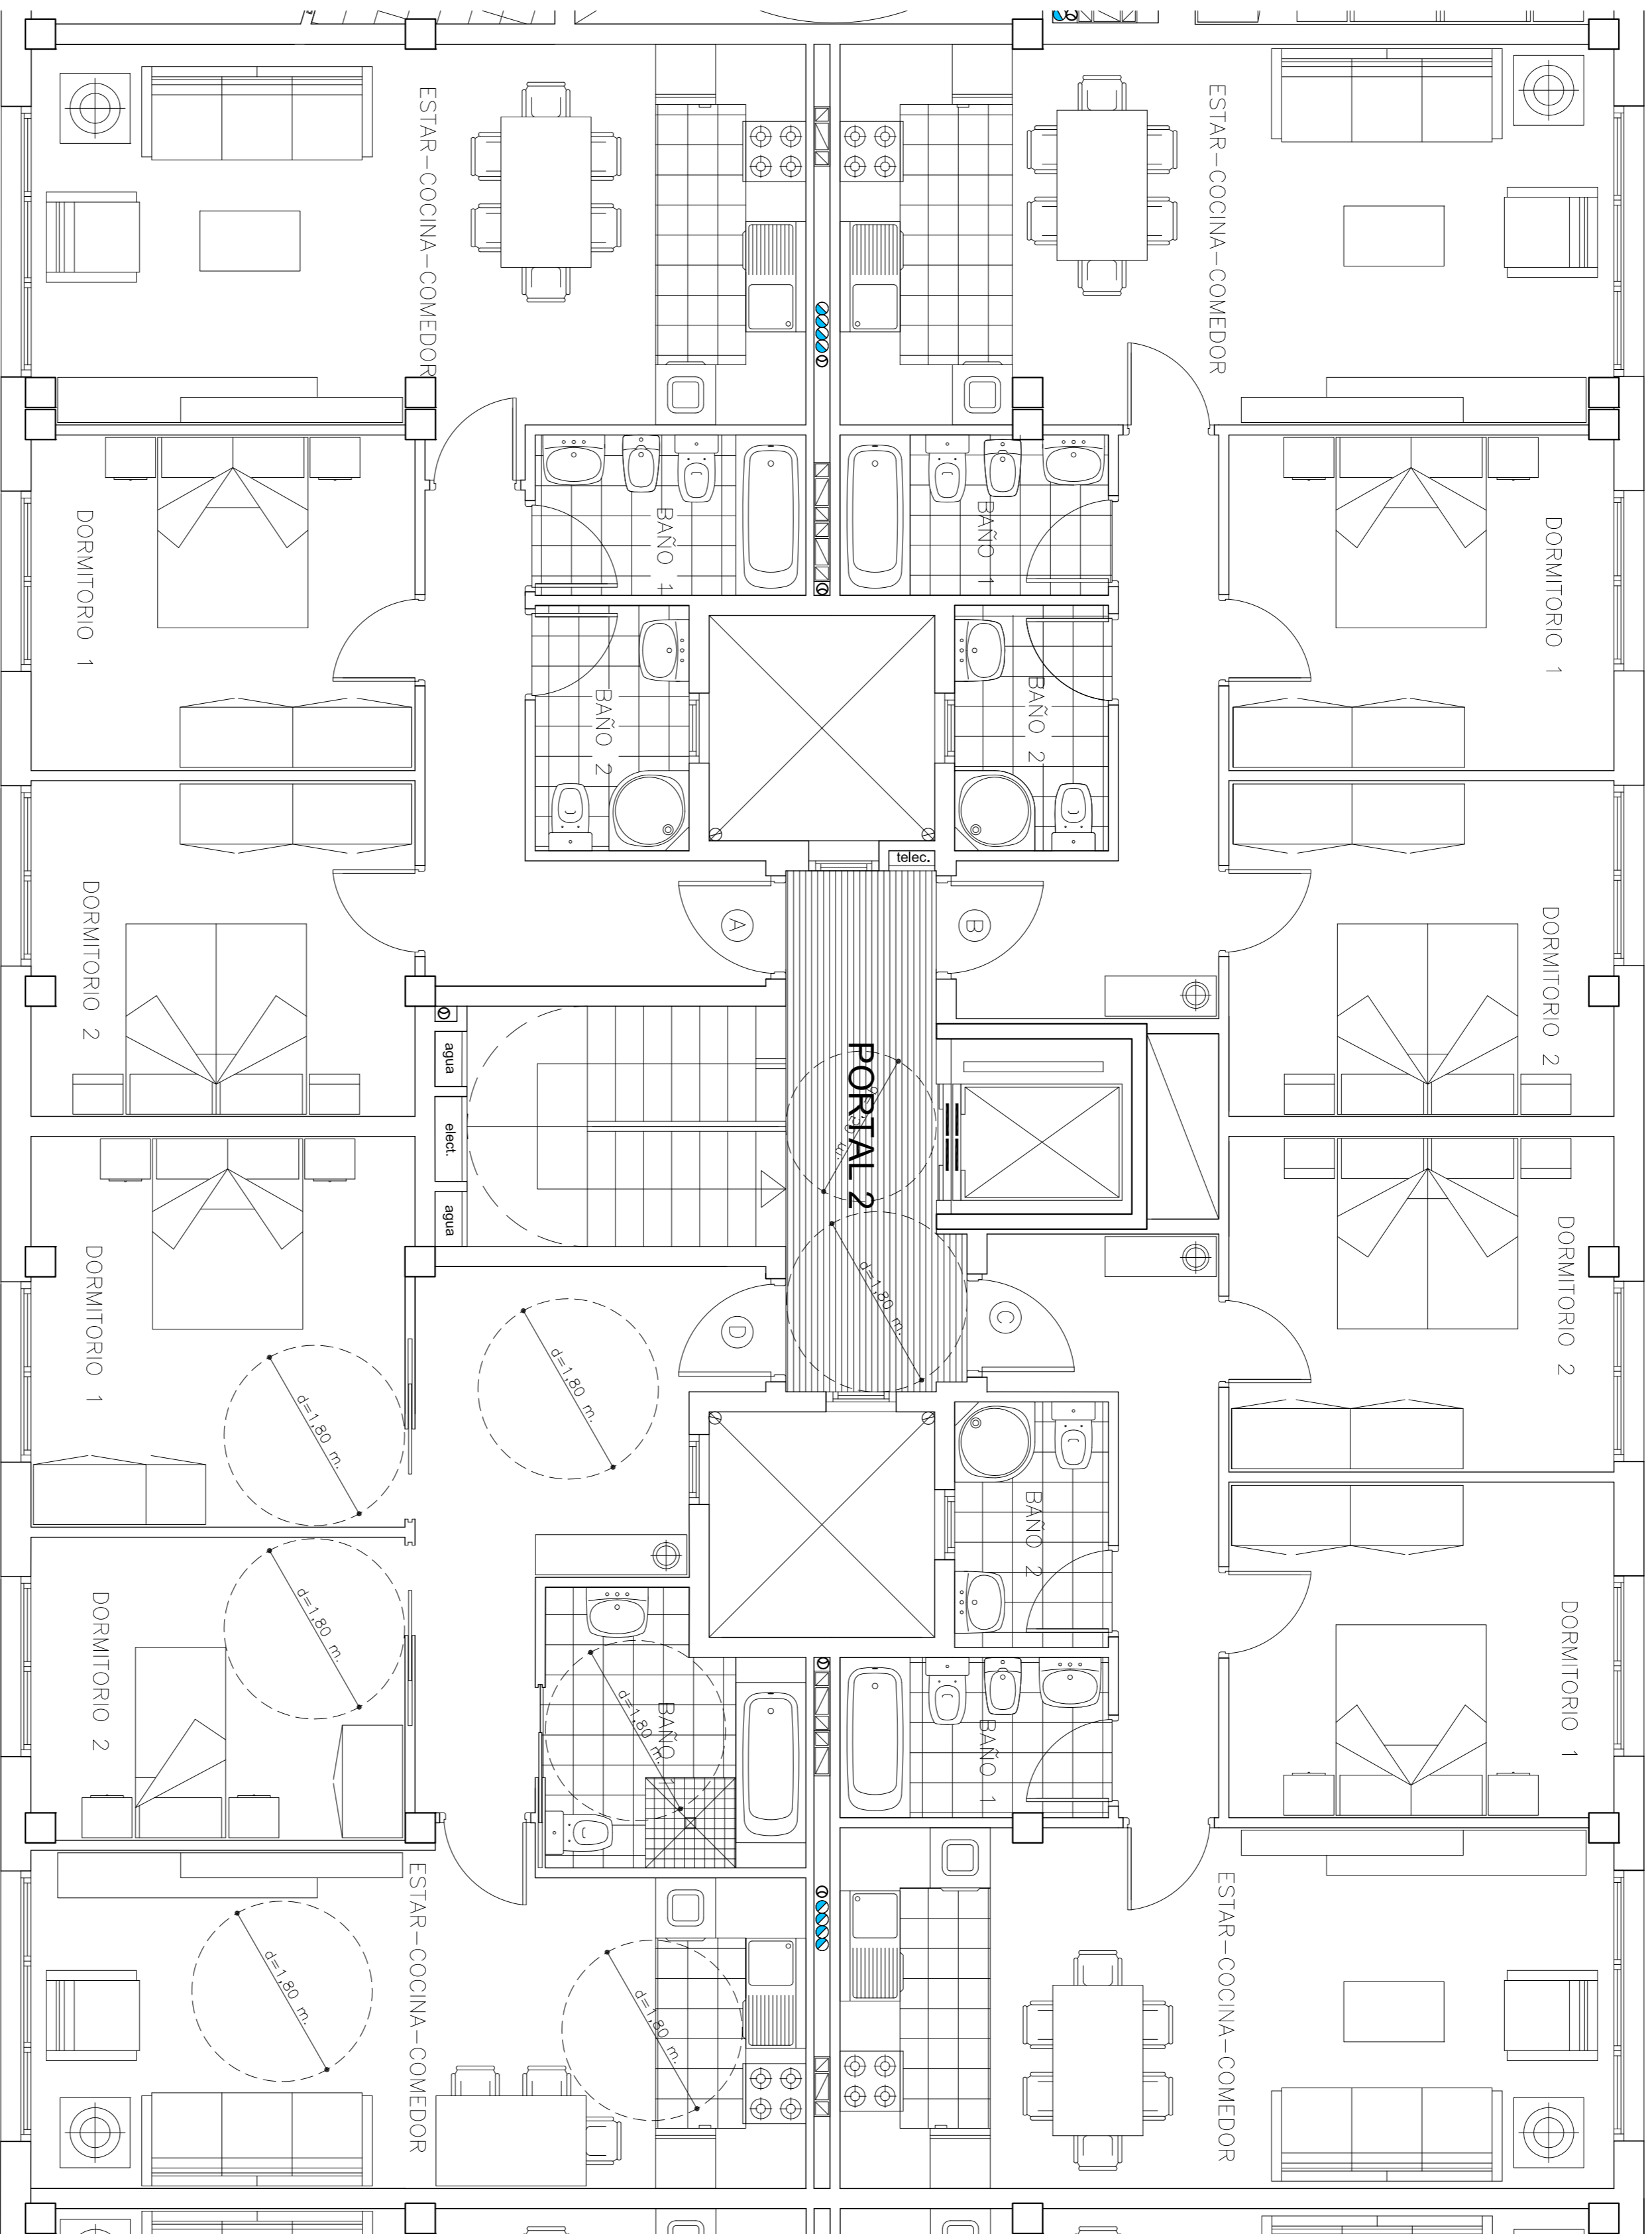 ESTAR-COCINA-COMEDOR
ESTAR-COCINA-COMEDOR
DORMITORIO 1
BAÑO 1
BAÑO 1
DORMITORIO 1
BAÑO 2
BAÑO 2
telec.
DORMITORIO 2
A
B
DORMITORIO 2
agua
elect.
agua
PORTAL 2
d=1,80 m.
DORMITORIO 1
d=1,80 m.
d=1,80 m.
D
C
DORMITORIO 2
BAÑO 2
DORMITORIO 2
d=1,80 m.
d=1,80 m.
BAÑO 1
BAÑO 1
DORMITORIO 1
ESTAR-COCINA-COMEDOR
d=1,80 m.
d=1,80 m.
ESTAR-COCINA-COMEDOR